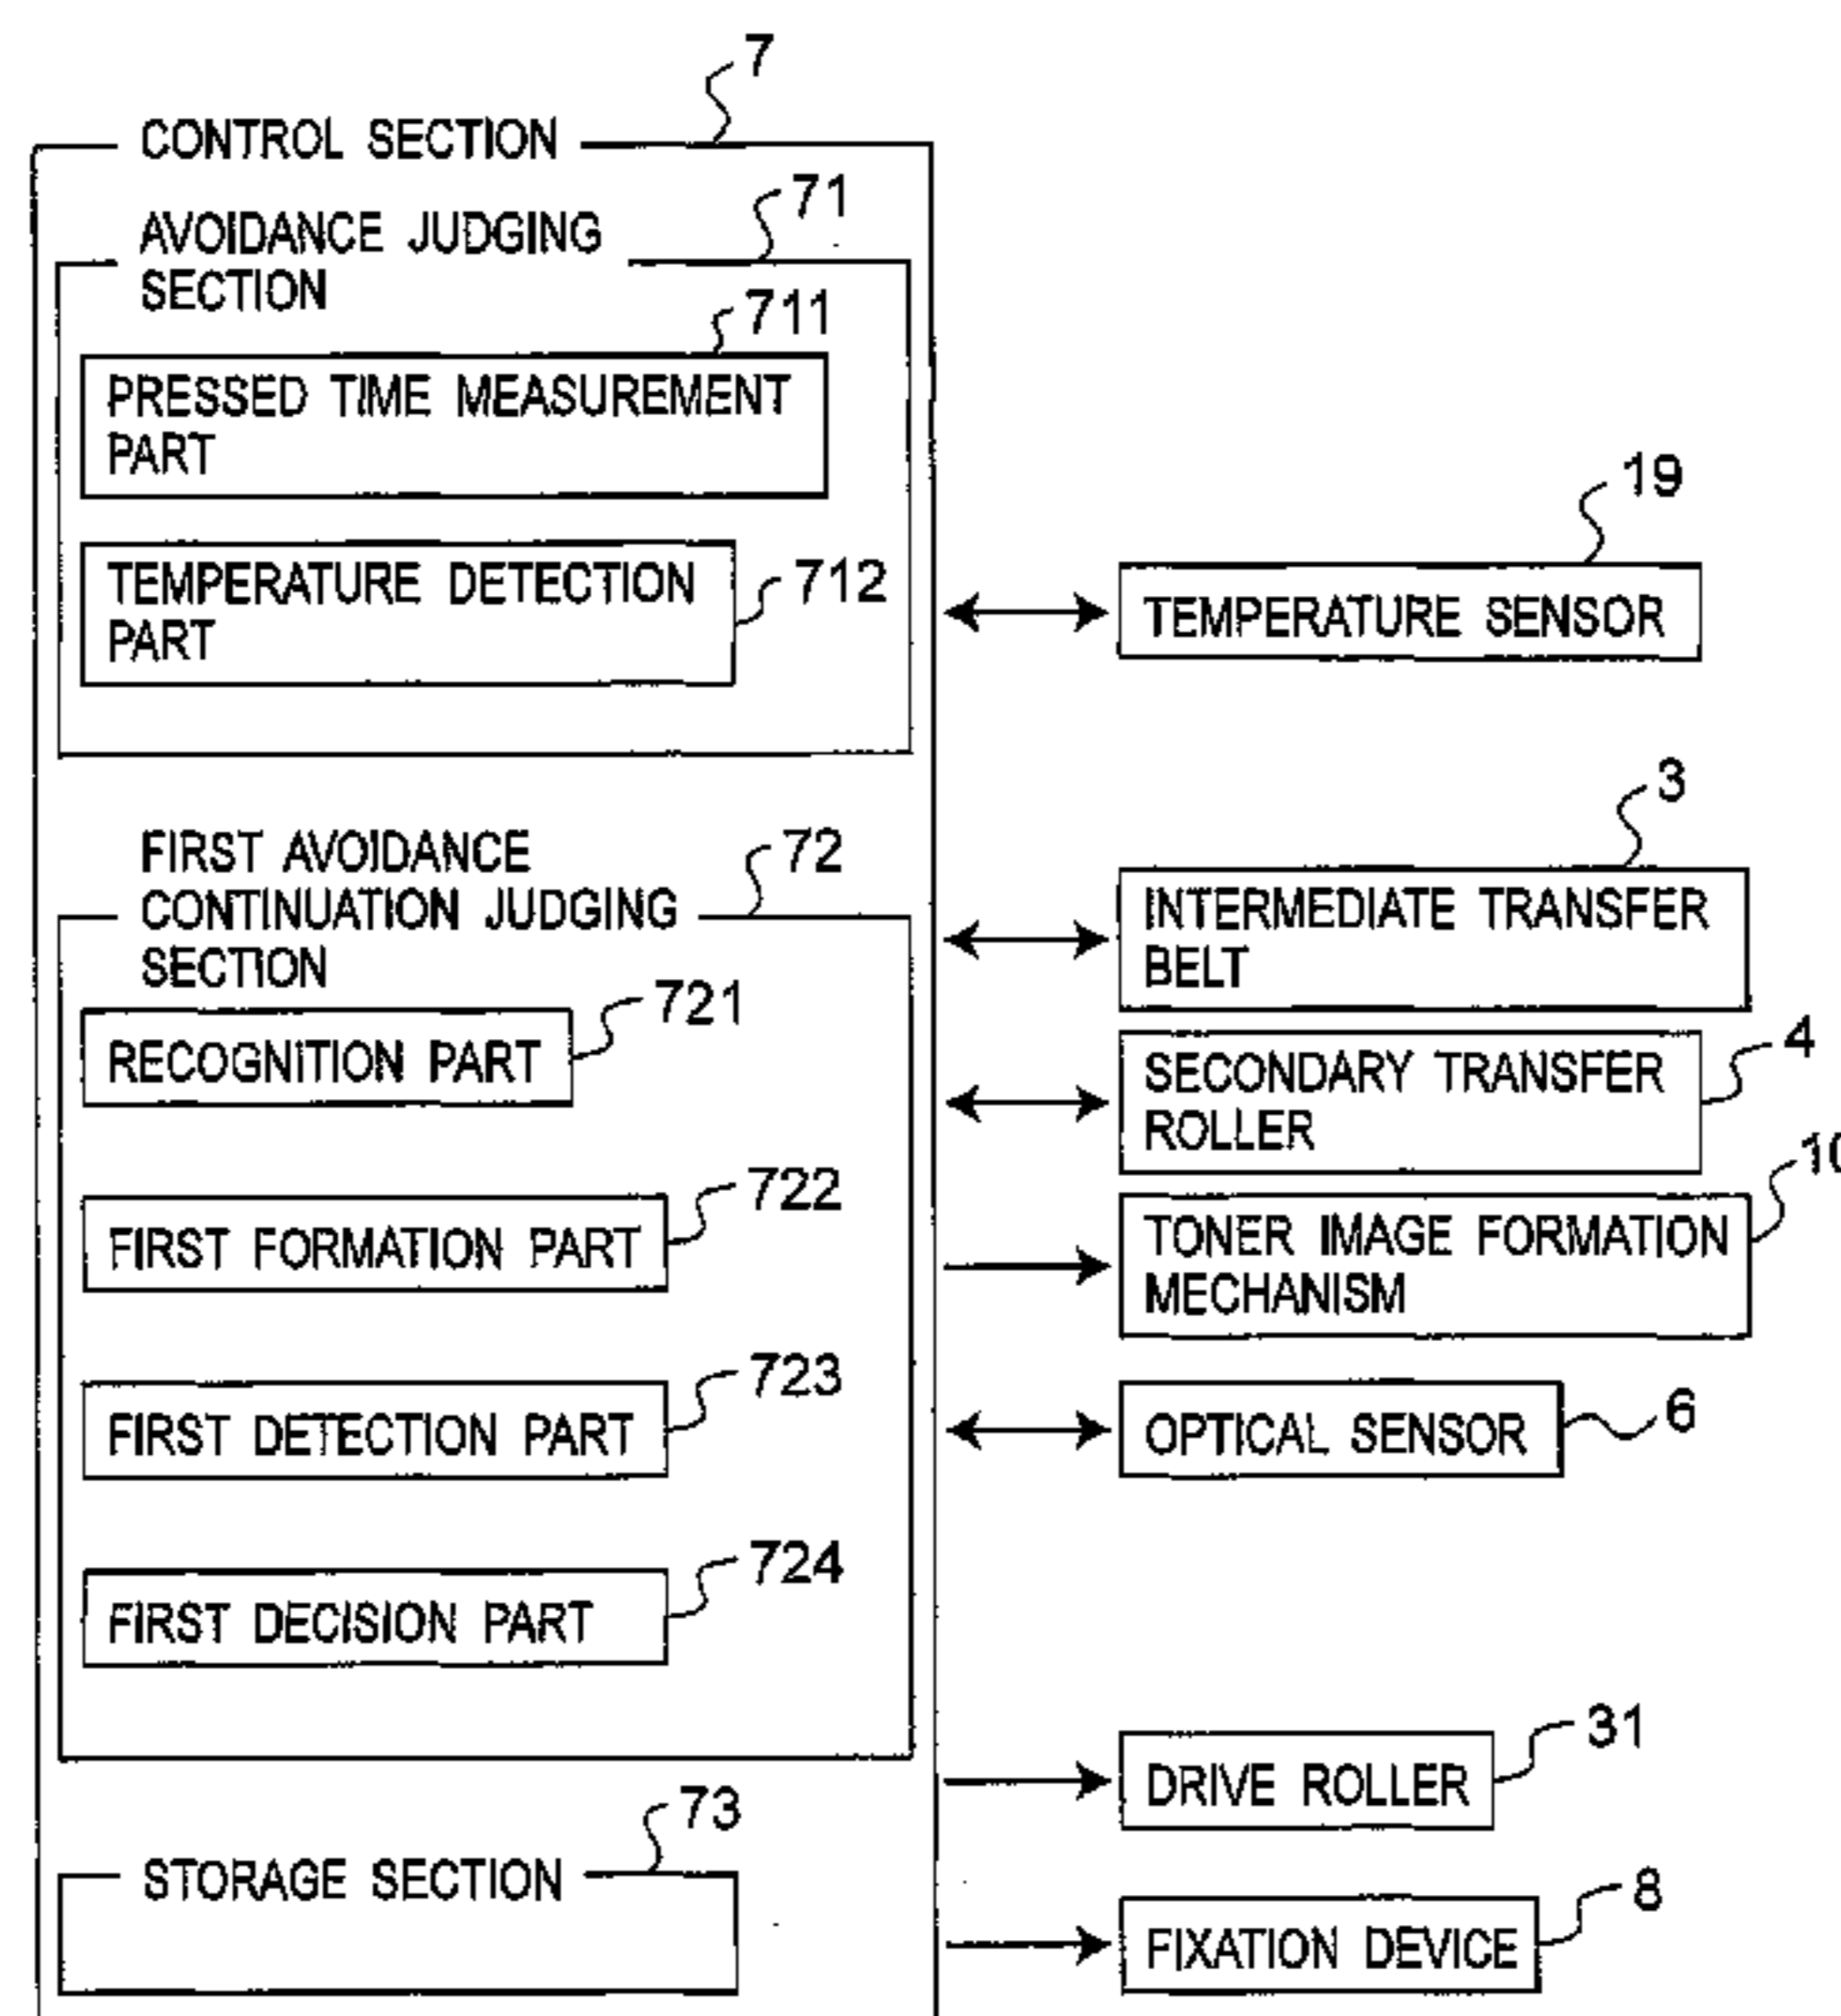 7
CONTROL SECTION
71
AVOIDANCE JUDGING
SECTION
711
PRESSED TIME MEASUREMENT
PART
TEMPERATURE DETECTION
PART
712
FIRST AVOIDANCE
CONTINUATION JUDGING
SECTION
72
721
RECOGNITION PART
722
FIRST FORMATION PART
723
FIRST DETECTION PART
724
FIRST DECISION PART
73
STORAGE SECTION
19
TEMPERATURE SENSOR
3
INTERMEDIATE TRANSFER
BELT
4
SECONDARY TRANSFER
ROLLER
10
TONER IMAGE FORMATION
MECHANISM
OPTICAL SENSOR
6
31
DRIVE ROLLER
8
FIXATION DEVICE